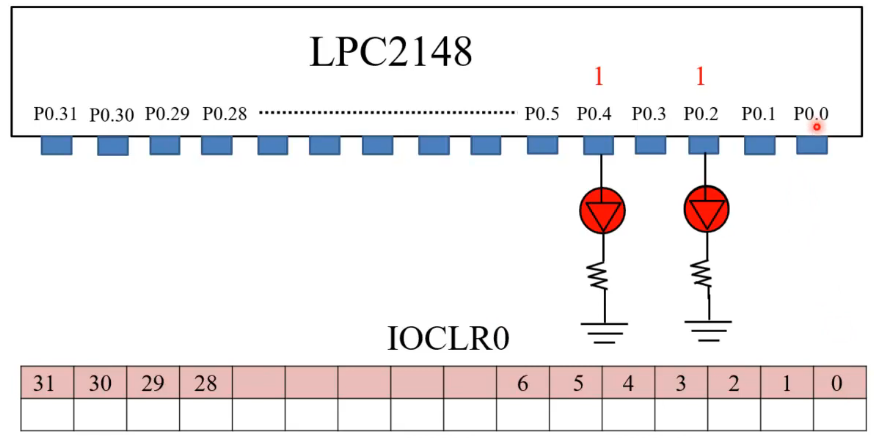 LPC2148
1 1
P0.31 P0.30 P0.29 P0.28 P0.5 P0.4 P0.3 P0.2 P0.1 P0.0
IOCLR0
31 30 29 28 6 5 4 3 2 1 0